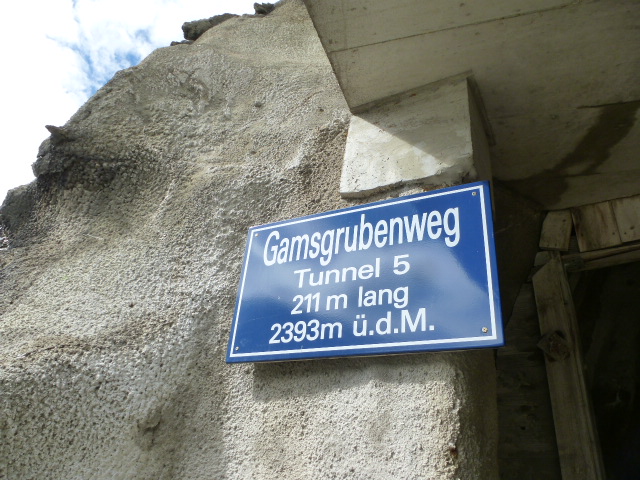 Gamsgrubenweg
Tunnel 5
211 m lang
2393m ü.d.M.